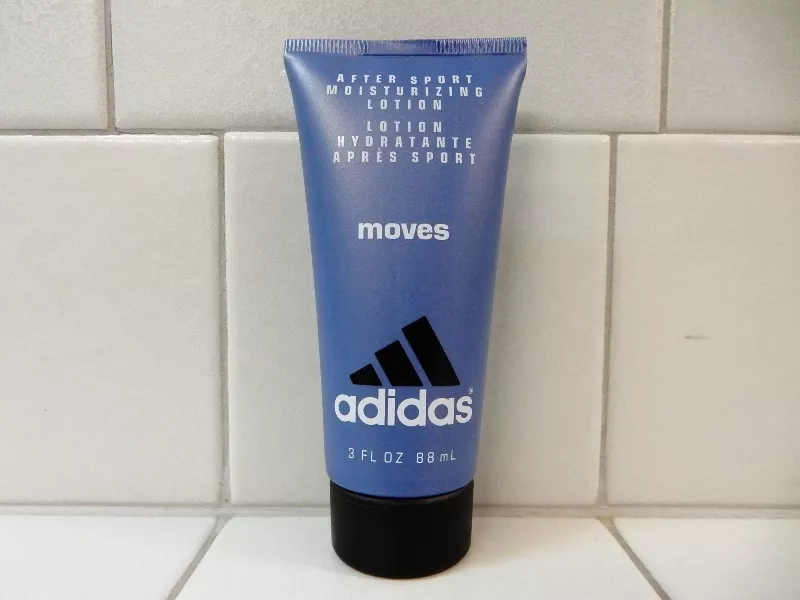 AFTER SPORT
MOISTURIZING
LOTION
LOTION
HYDRATANTE
APRÈS SPORT
moves
adidas®
3 FL OZ 88 mL